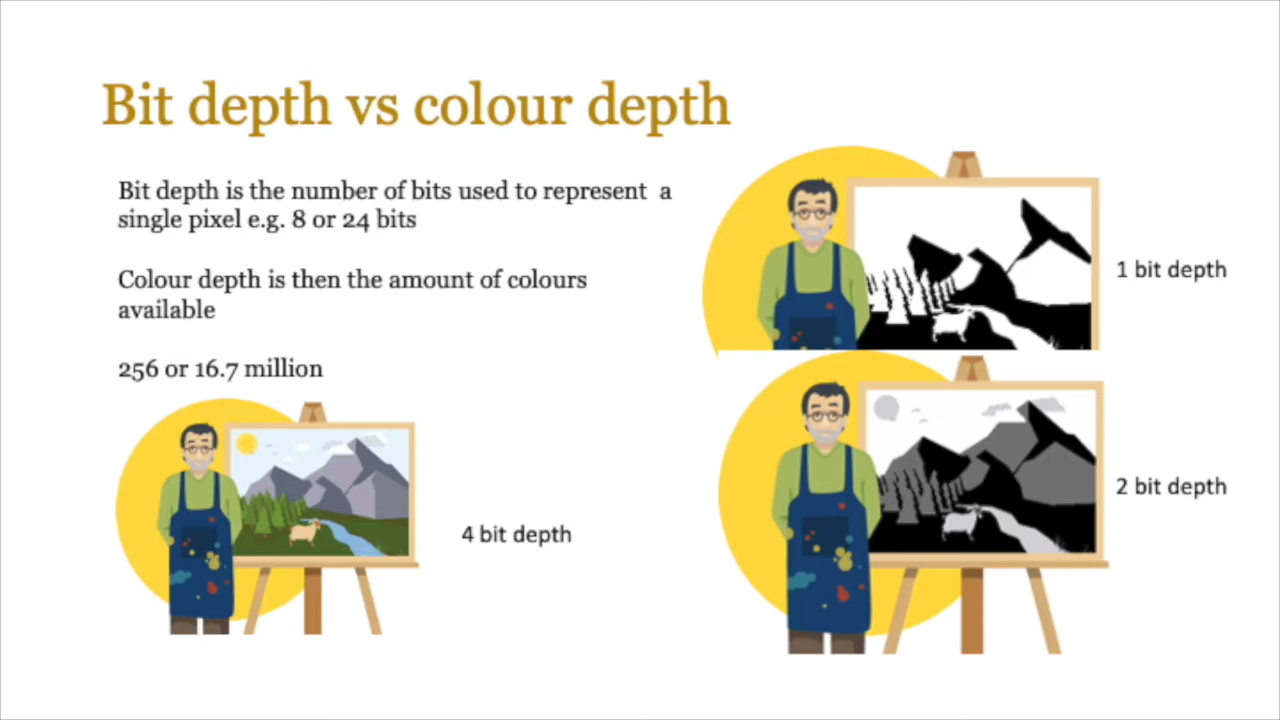 Bit depth vs colour depth
Bit depth is the number of bits used to represent a
single pixel e.g. 8 or 24 bits
Colour depth is then the amount of colours
available
256 or 16.7 million
4 bit depth
1 bit depth
2 bit depth